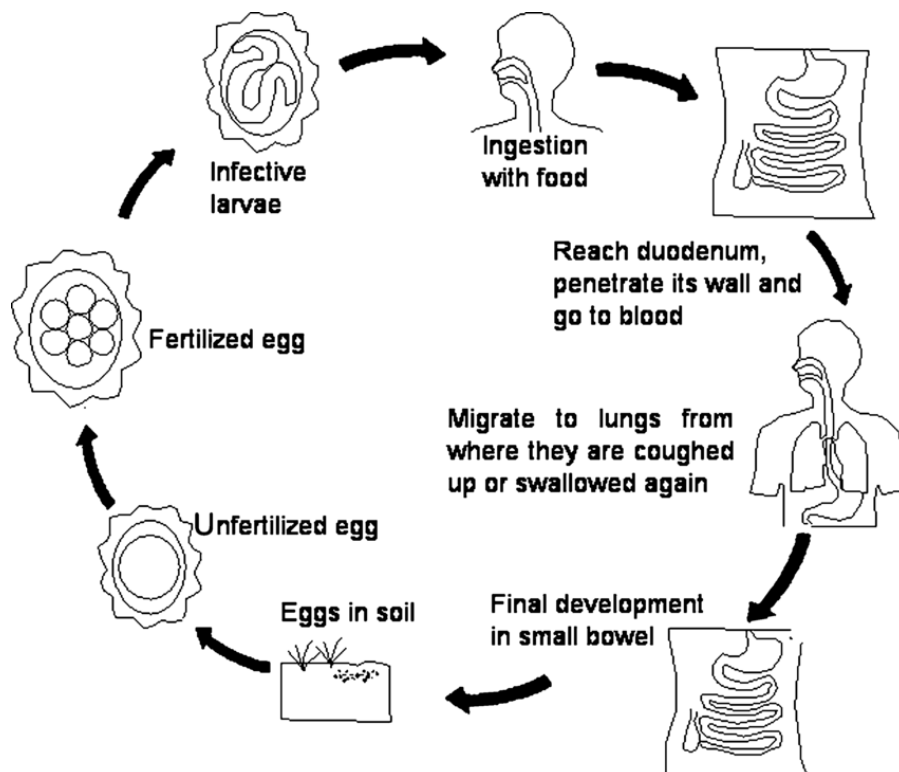 Infective
larvae
Ingestion
with food
Reach duodenum,
penetrate its wall and
go to blood
Fertilized egg
Migrate to lungs from
where they are coughed
up or swallowed again
Unfertilized egg
Eggs in soil
Final development
in small bowel